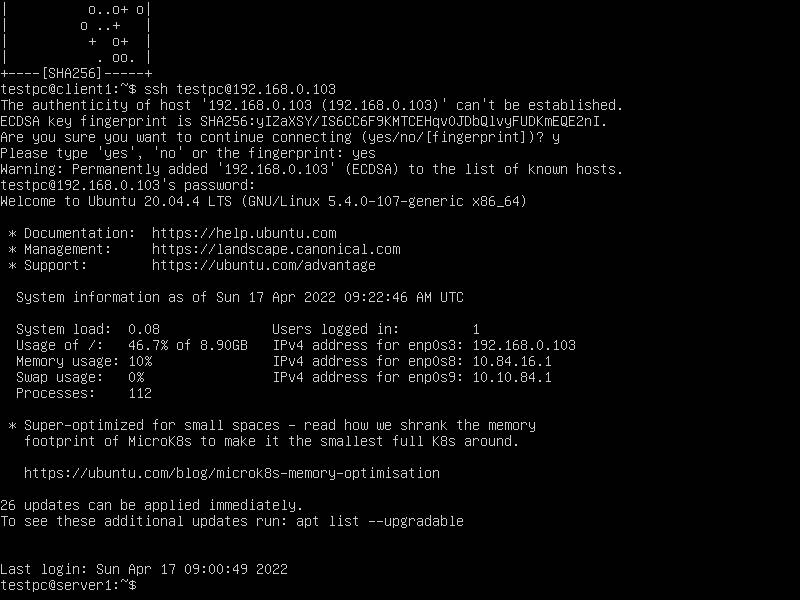 |          o..o+ o|
|         o ..+   |
|          +  o+  |
|           . oo. |
+----[SHA256]-----+
testpc@client1:~$ ssh testpc@192.168.0.103
The authenticity of host '192.168.0.103 (192.168.0.103)' can't be established.
ECDSA key fingerprint is SHA256:yIZaXSY/IS6CC6F9KMTCEHqv0JDbQlvyFUDKmEQE2nI.
Are you sure you want to continue connecting (yes/no/[fingerprint])? y
Please type 'yes', 'no' or the fingerprint: yes
Warning: Permanently added '192.168.0.103' (ECDSA) to the list of known hosts.
testpc@192.168.0.103's password:
Welcome to Ubuntu 20.04.4 LTS (GNU/Linux 5.4.0-107-generic x86_64)

 * Documentation:  https://help.ubuntu.com
 * Management:     https://landscape.canonical.com
 * Support:        https://ubuntu.com/advantage

  System information as of Sun 17 Apr 2022 09:22:46 AM UTC

  System load:  0.08              Users logged in:         1
  Usage of /:   46.7% of 8.90GB   IPv4 address for enp0s3: 192.168.0.103
  Memory usage: 10%               IPv4 address for enp0s8: 10.84.16.1
  Swap usage:   0%                IPv4 address for enp0s9: 10.10.84.1
  Processes:    112

 * Super-optimized for small spaces - read how we shrank the memory
   footprint of MicroK8s to make it the smallest full K8s around.

   https://ubuntu.com/blog/microk8s-memory-optimisation

26 updates can be applied immediately.
To see these additional updates run: apt list --upgradable


Last login: Sun Apr 17 09:00:49 2022
testpc@server1:~$